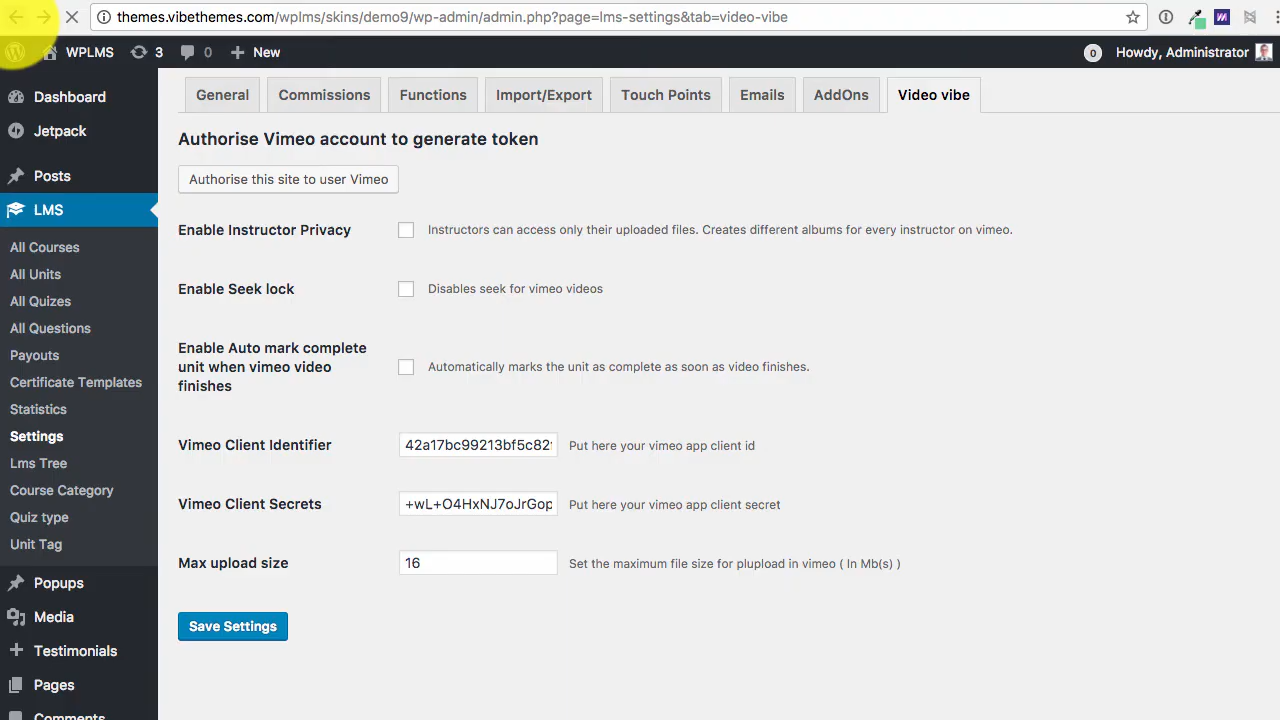 themes.vibethemes.com/wplms/skins/demo9/wp-admin/admin.php?page=lms-settings&tab=video-vibe
WPLMS 3 0 New 0 Howdy, Administrator
Dashboard
Jetpack
Posts
LMS
All Courses
All Units
All Quizes
All Questions
Payouts
Certificate Templates
Statistics
Settings
Lms Tree
Course Category
Quiz type
Unit Tag
Popups
Media
Testimonials
Pages
Comments
General Commissions Functions Import/Export Touch Points Emails AddOns Video vibe
Authorise Vimeo account to generate token
Authorise this site to user Vimeo
Enable Instructor Privacy Instructors can access only their uploaded files. Creates different albums for every instructor on vimeo.
Enable Seek lock Disables seek for vimeo videos
Enable Auto mark complete
unit when vimeo video
finishes
Automatically marks the unit as complete as soon as video finishes.
Vimeo Client Identifier 42a17bc99213bf5c82 Put here your vimeo app client id
Vimeo Client Secrets +wL+O4HxNJ7oJrGop Put here your vimeo app client secret
Max upload size 16 Set the maximum file size for plupload in vimeo ( In Mb(s) )
Save Settings